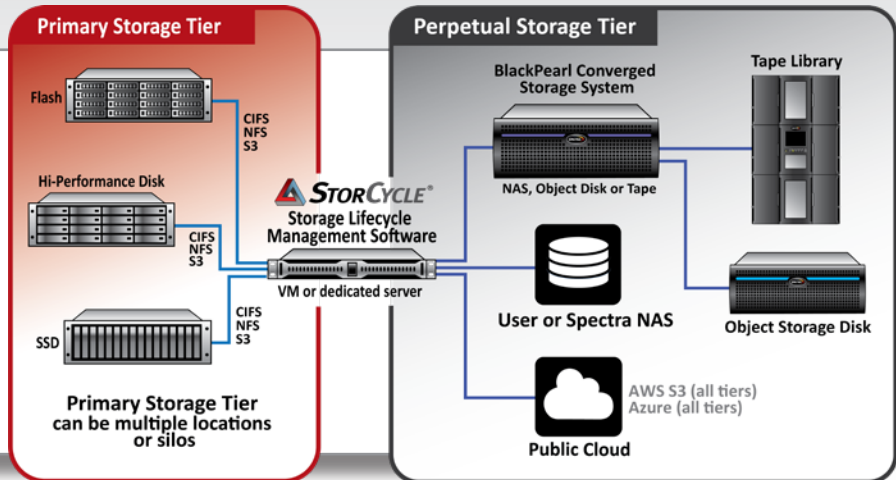 Primary Storage Tier
Flash
CIFS
NFS
S3
Hi-Performance Disk
CIFS
NFS
S3
SSD
CIFS
NFS
S3
Primary Storage Tier
can be multiple locations
or silos
STORCYCLE®
Storage Lifecycle
Management Software
VM or dedicated server
Perpetual Storage Tier
BlackPearl Converged
Storage System
NAS, Object Disk or Tape
Tape Library
User or Spectra NAS
Object Storage Disk
Public Cloud
AWS S3 (all tiers)
Azure (all tiers)